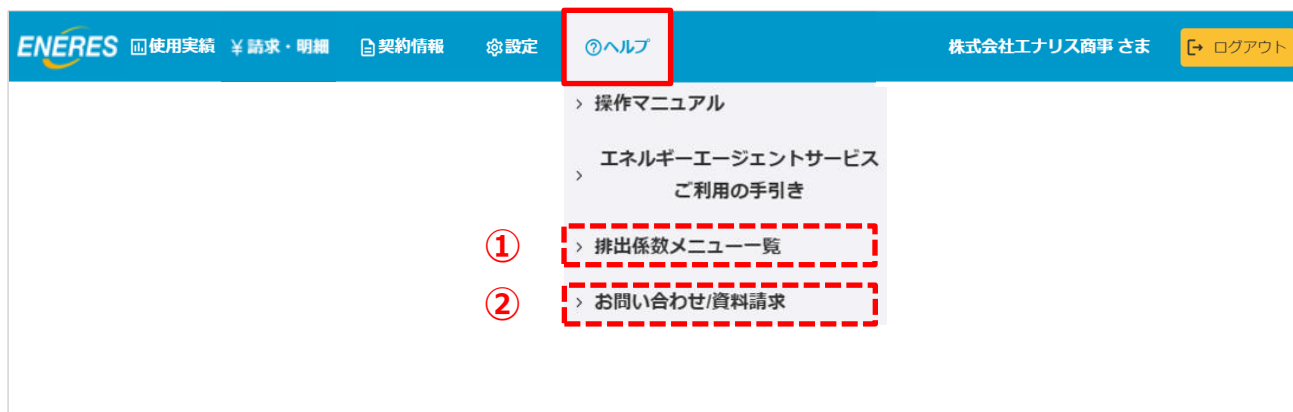 ENERES 使用実績 ¥請求・明細 契約情報 設定 ?ヘルプ 株式会社エナリス商事 さま ログアウト
> 操作マニュアル
> エネルギーエージェントサービス
ご利用の手引き
① > 排出係数メニュー一覧
② > お問い合わせ/資料請求